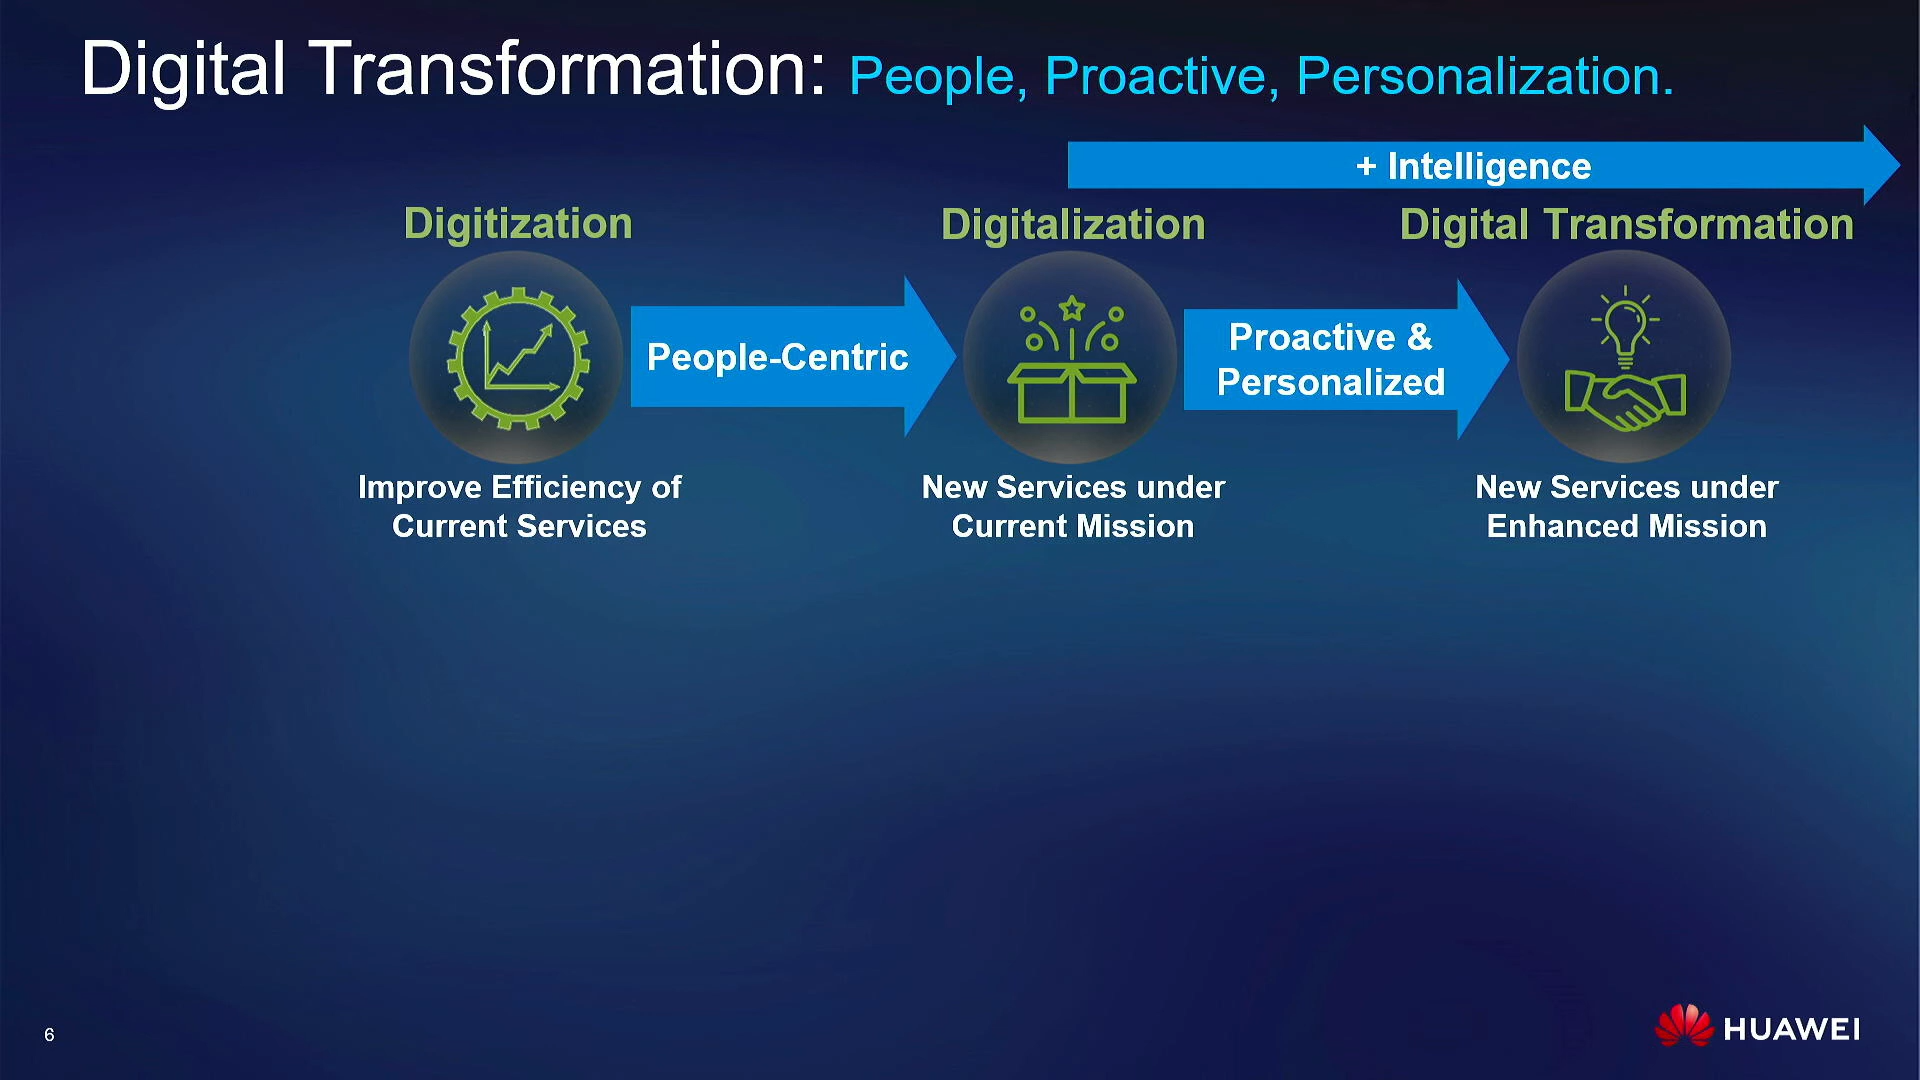 Digital Transformation: People, Proactive, Personalization.
+ Intelligence
Digitization
Digitalization
Digital Transformation
People-Centric
Proactive &
Personalized
Improve Efficiency of
Current Services
New Services under
Current Mission
New Services under
Enhanced Mission
6
HUAWEI